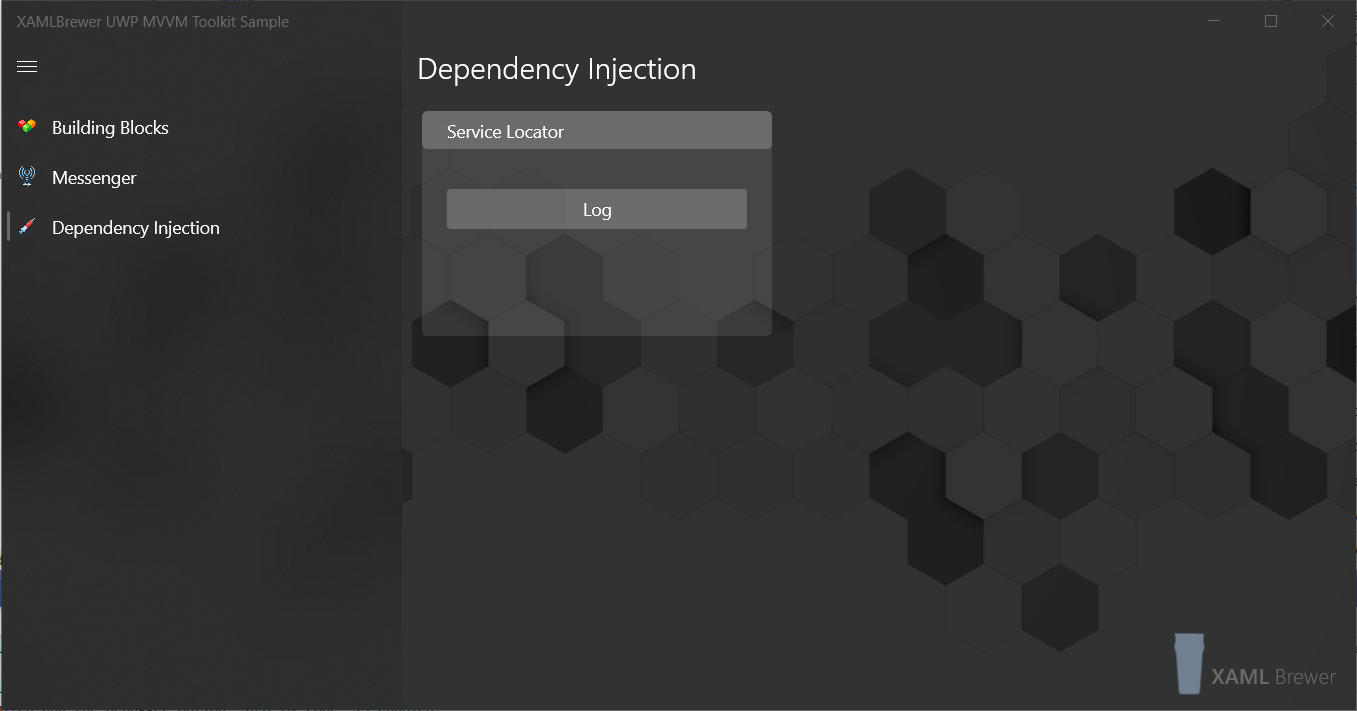 XAMLBrewer UWP MVVM Toolkit Sample
Dependency Injection
Building Blocks
Messenger
Dependency Injection
Service Locator
Log
XAML Brewer